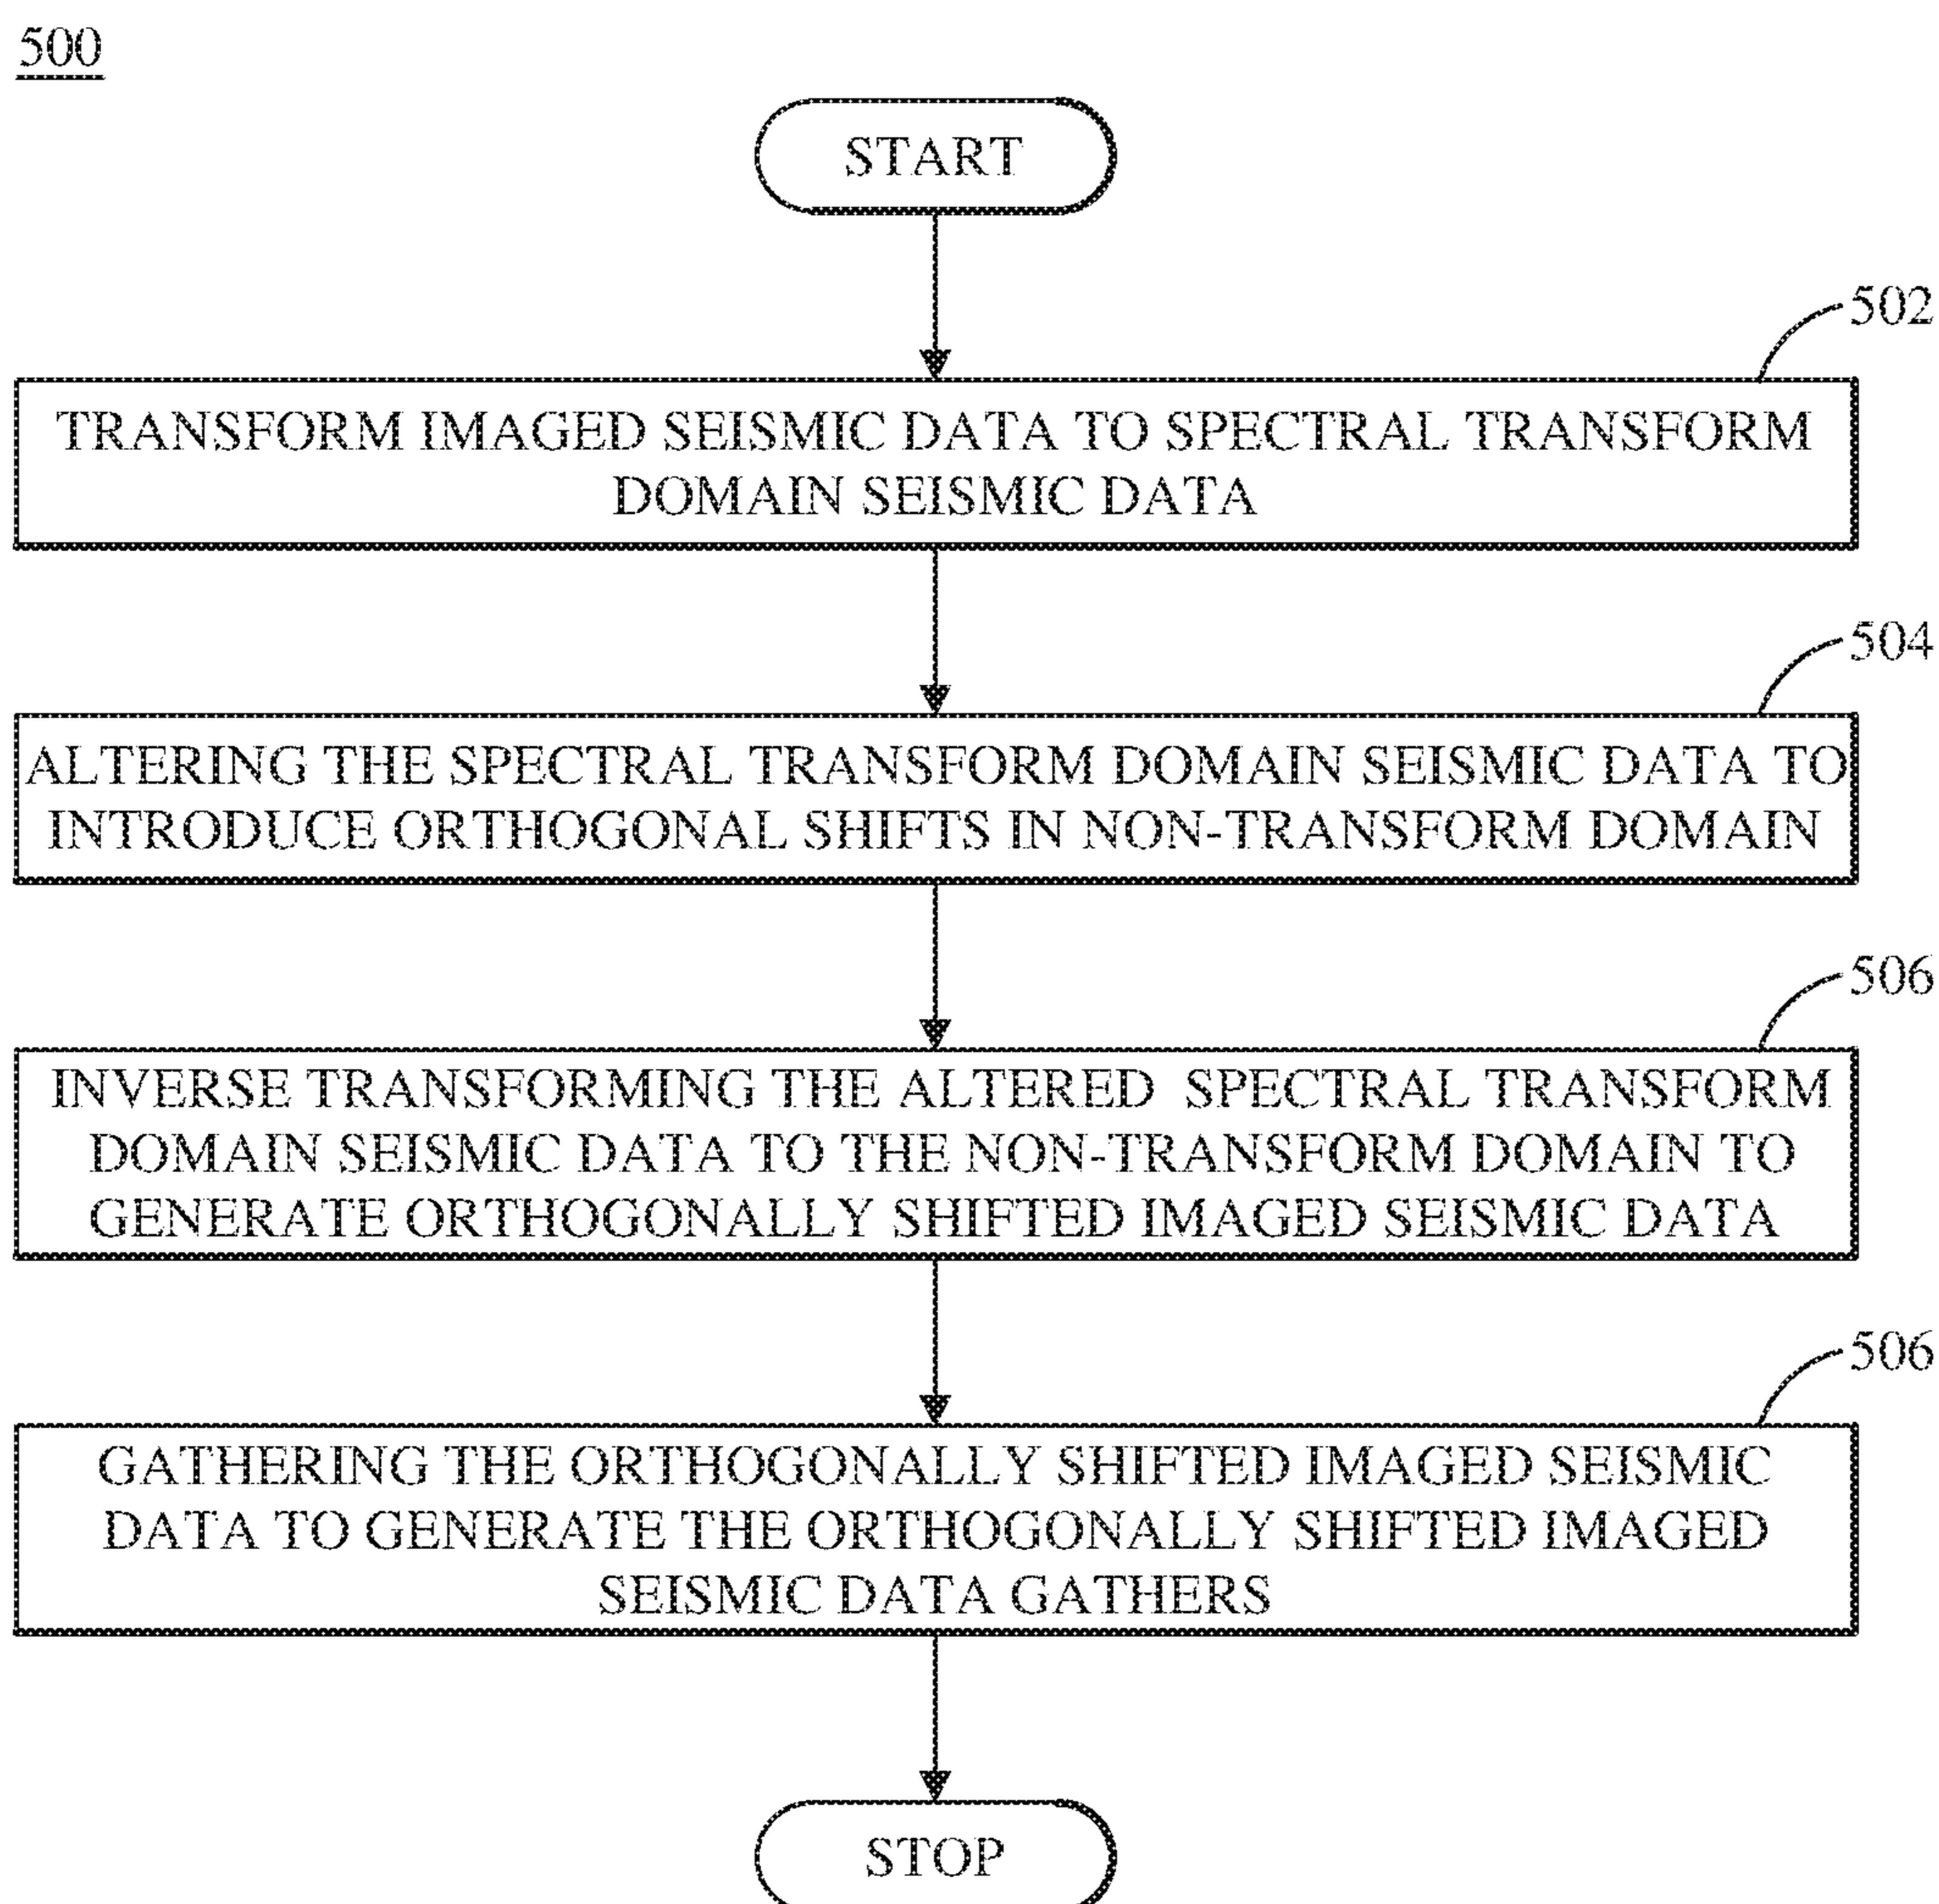 500
START
502
TRANSFORM IMAGED SEISMIC DATA TO SPECTRAL TRANSFORM
DOMAIN SEISMIC DATA
504
ALTERING THE SPECTRAL TRANSFORM DOMAIN SEISMIC DATA TO
INTRODUCE ORTHOGONAL SHIFTS IN NON-TRANSFORM DOMAIN
506
INVERSE TRANSFORMING THE ALTERED SPECTRAL TRANSFORM
DOMAIN SEISMIC DATA TO THE NON-TRANSFORM DOMAIN TO
GENERATE ORTHOGONALLY SHIFTED IMAGED SEISMIC DATA
506
GATHERING THE ORTHOGONALLY SHIFTED IMAGED SEISMIC
DATA TO GENERATE THE ORTHOGONALLY SHIFTED IMAGED
SEISMIC DATA GATHERS
STOP